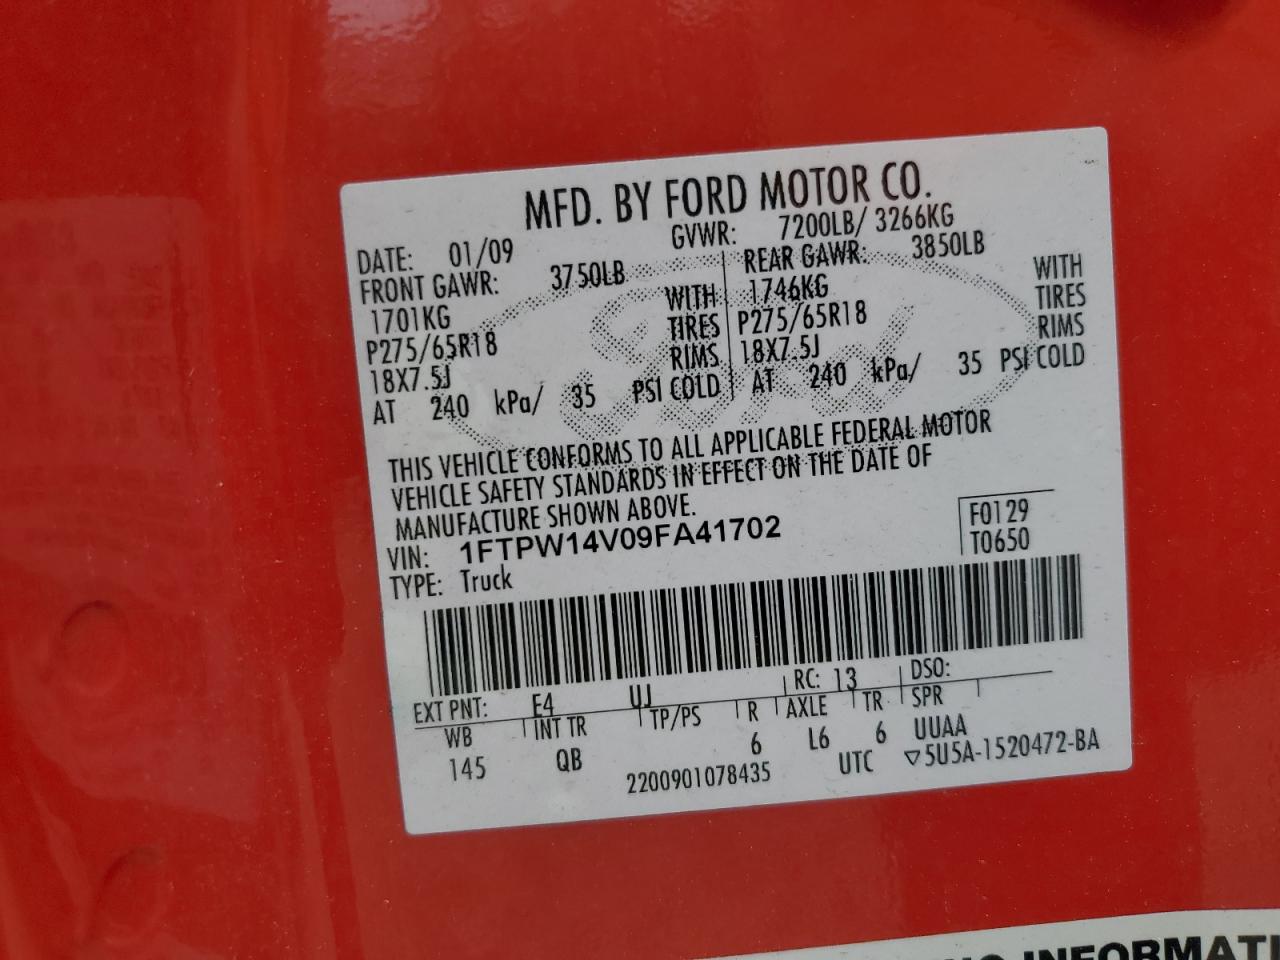 MFD. BY FORD MOTOR CO.
DATE: 01/09 GVWR: 7200LB/ 3266KG
FRONT GAWR: 3750LB REAR GAWR: 3850LB
1701KG WITH 1746KG WITH
P275/65R18 TIRES P275/65R18 TIRES
18X7.5J RIMS 18X7.5J RIMS
AT 240 kPa/ 35 PSI COLD AT 240 kPa/ 35 PSI COLD
THIS VEHICLE CONFORMS TO ALL APPLICABLE FEDERAL MOTOR
VEHICLE SAFETY STANDARDS IN EFFECT ON THE DATE OF
MANUFACTURE SHOWN ABOVE.
VIN: 1FTPW14V09FA41702 F0129
TYPE: Truck T0650
EXT PNT: E4 UJ RC: 13 DSO:
WB INT TR TP/PS R AXLE TR SPR
145 QB 6 L6 6 UUAA
2200901078435 UTC ▽5U5A-1520472-BA
INFORMATI